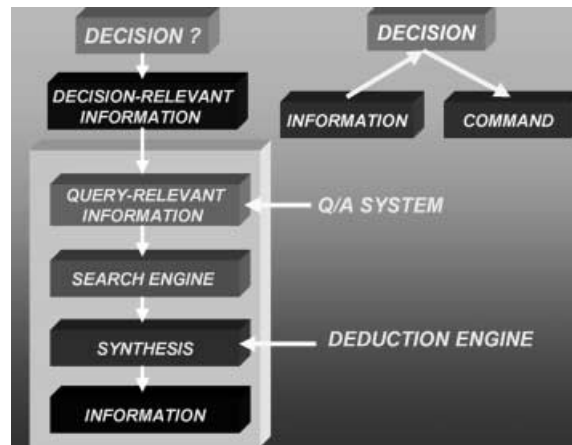 DECISION ?
DECISION-RELEVANT
INFORMATION
QUERY-RELEVANT
INFORMATION
SEARCH ENGINE
SYNTHESIS
INFORMATION
DECISION
INFORMATION
COMMAND
Q/A SYSTEM
DEDUCTION ENGINE